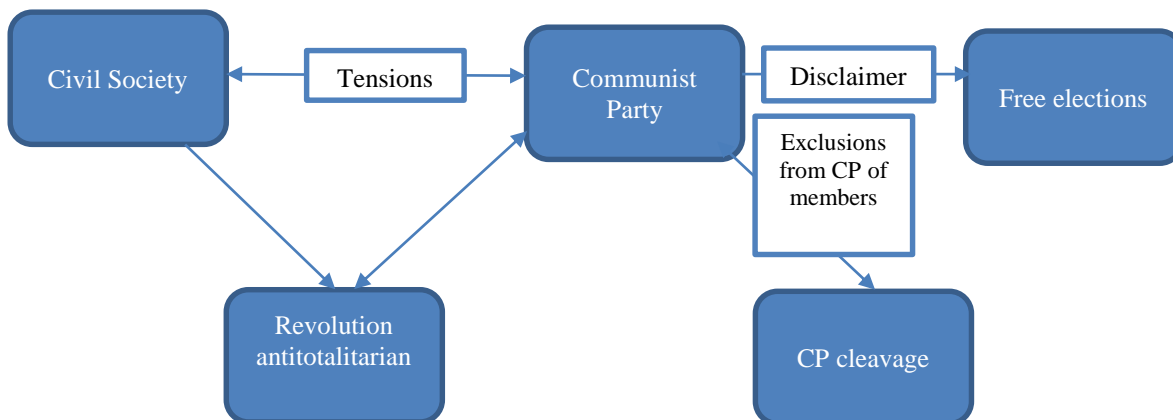 Civil Society
Tensions
Communist
Party
Disclaimer
Free elections
Exclusions
from CP of
members
Revolution
antitotalitarian
CP cleavage